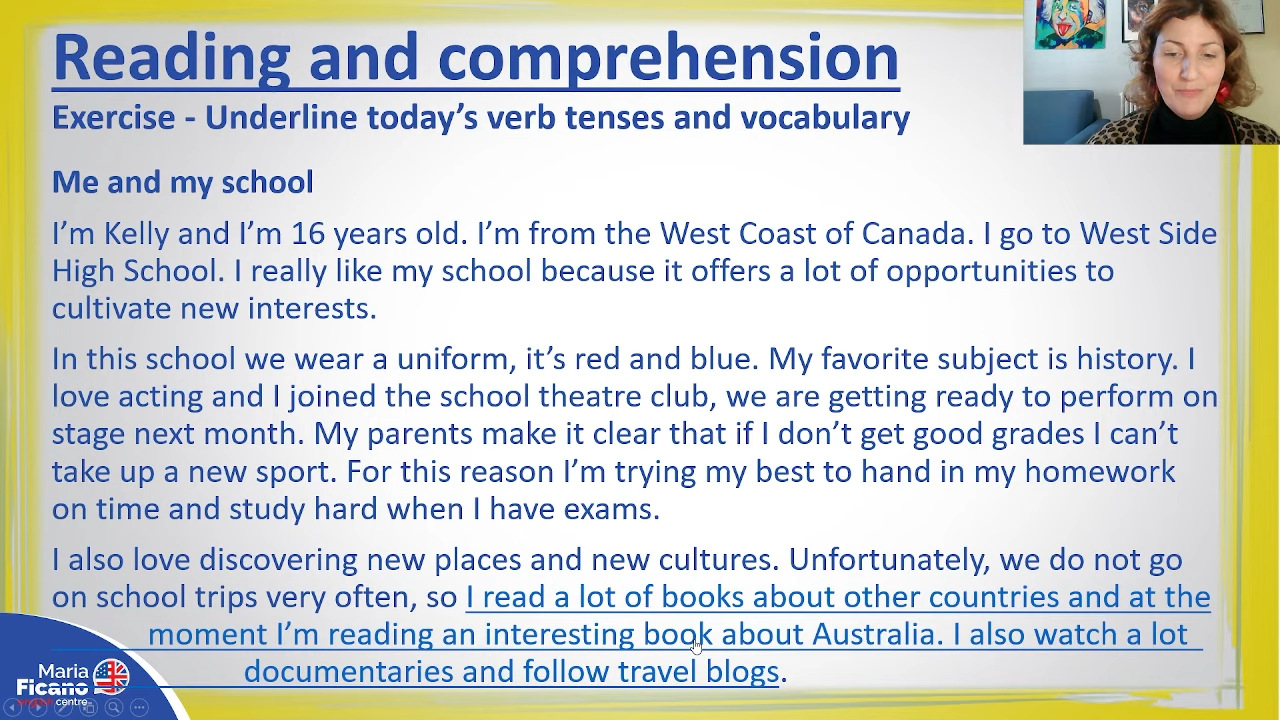 Reading and comprehension
Exercise - Underline today’s verb tenses and vocabulary
Me and my school
I’m Kelly and I’m 16 years old. I’m from the West Coast of Canada. I go to West Side
High School. I really like my school because it offers a lot of opportunities to
cultivate new interests.
In this school we wear a uniform, it’s red and blue. My favorite subject is history. I
love acting and I joined the school theatre club, we are getting ready to perform on
stage next month. My parents make it clear that if I don’t get good grades I can’t
take up a new sport. For this reason I’m trying my best to hand in my homework
on time and study hard when I have exams.
I also love discovering new places and new cultures. Unfortunately, we do not go
on school trips very often, so I read a lot of books about other countries and at the
moment I’m reading an interesting book about Australia. I also watch a lot
documentaries and follow travel blogs.
Maria
Ficano
english centre